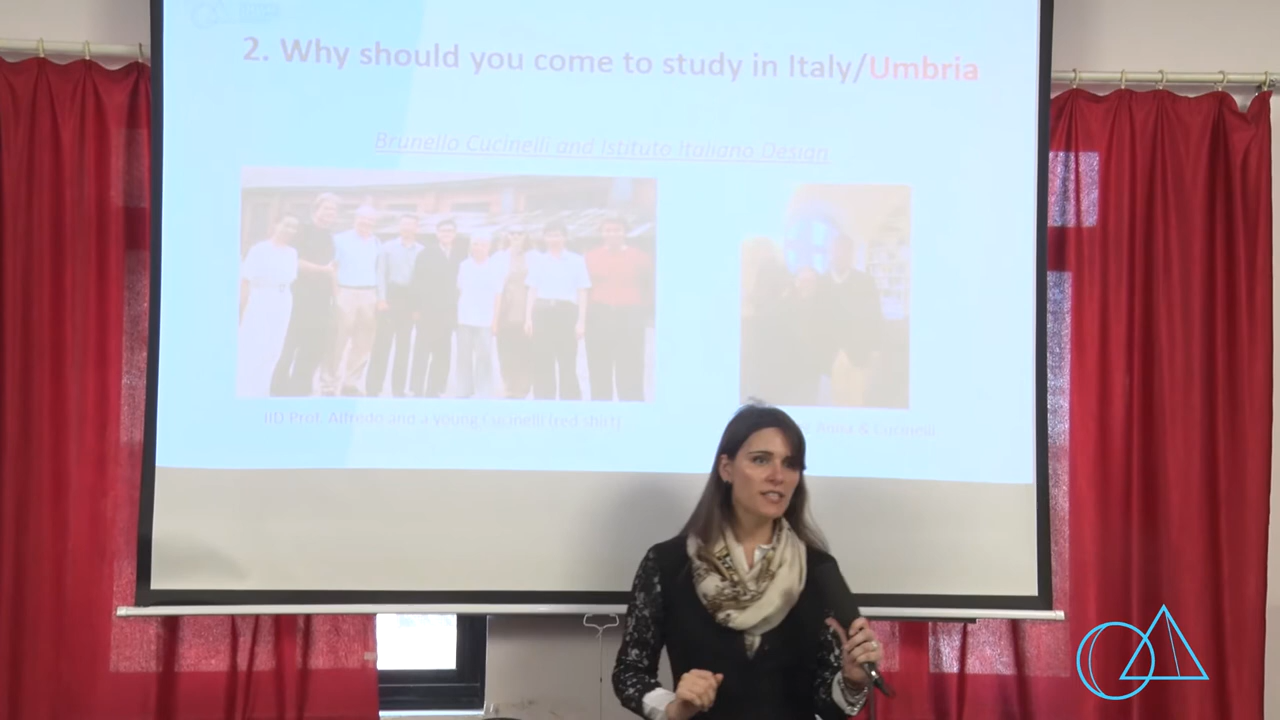 2. Why should you come to study in Italy/Umbria
Brunello Cucinelli and Istituto Italiano Design
IID Prof. Alfredo and a young Cucinelli (red shirt)
Anna & Cucinelli